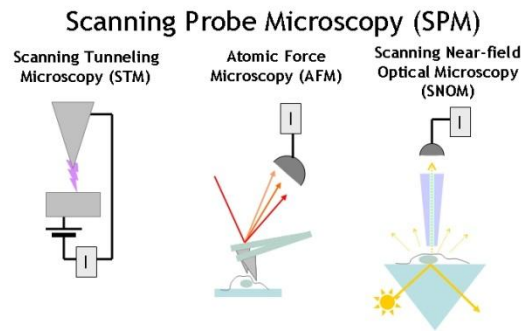 Scanning Probe Microscopy (SPM)
Scanning Tunneling
Microscopy (STM)
Atomic Force
Microscopy (AFM)
Scanning Near-field
Optical Microscopy
(SNOM)
I
I
I